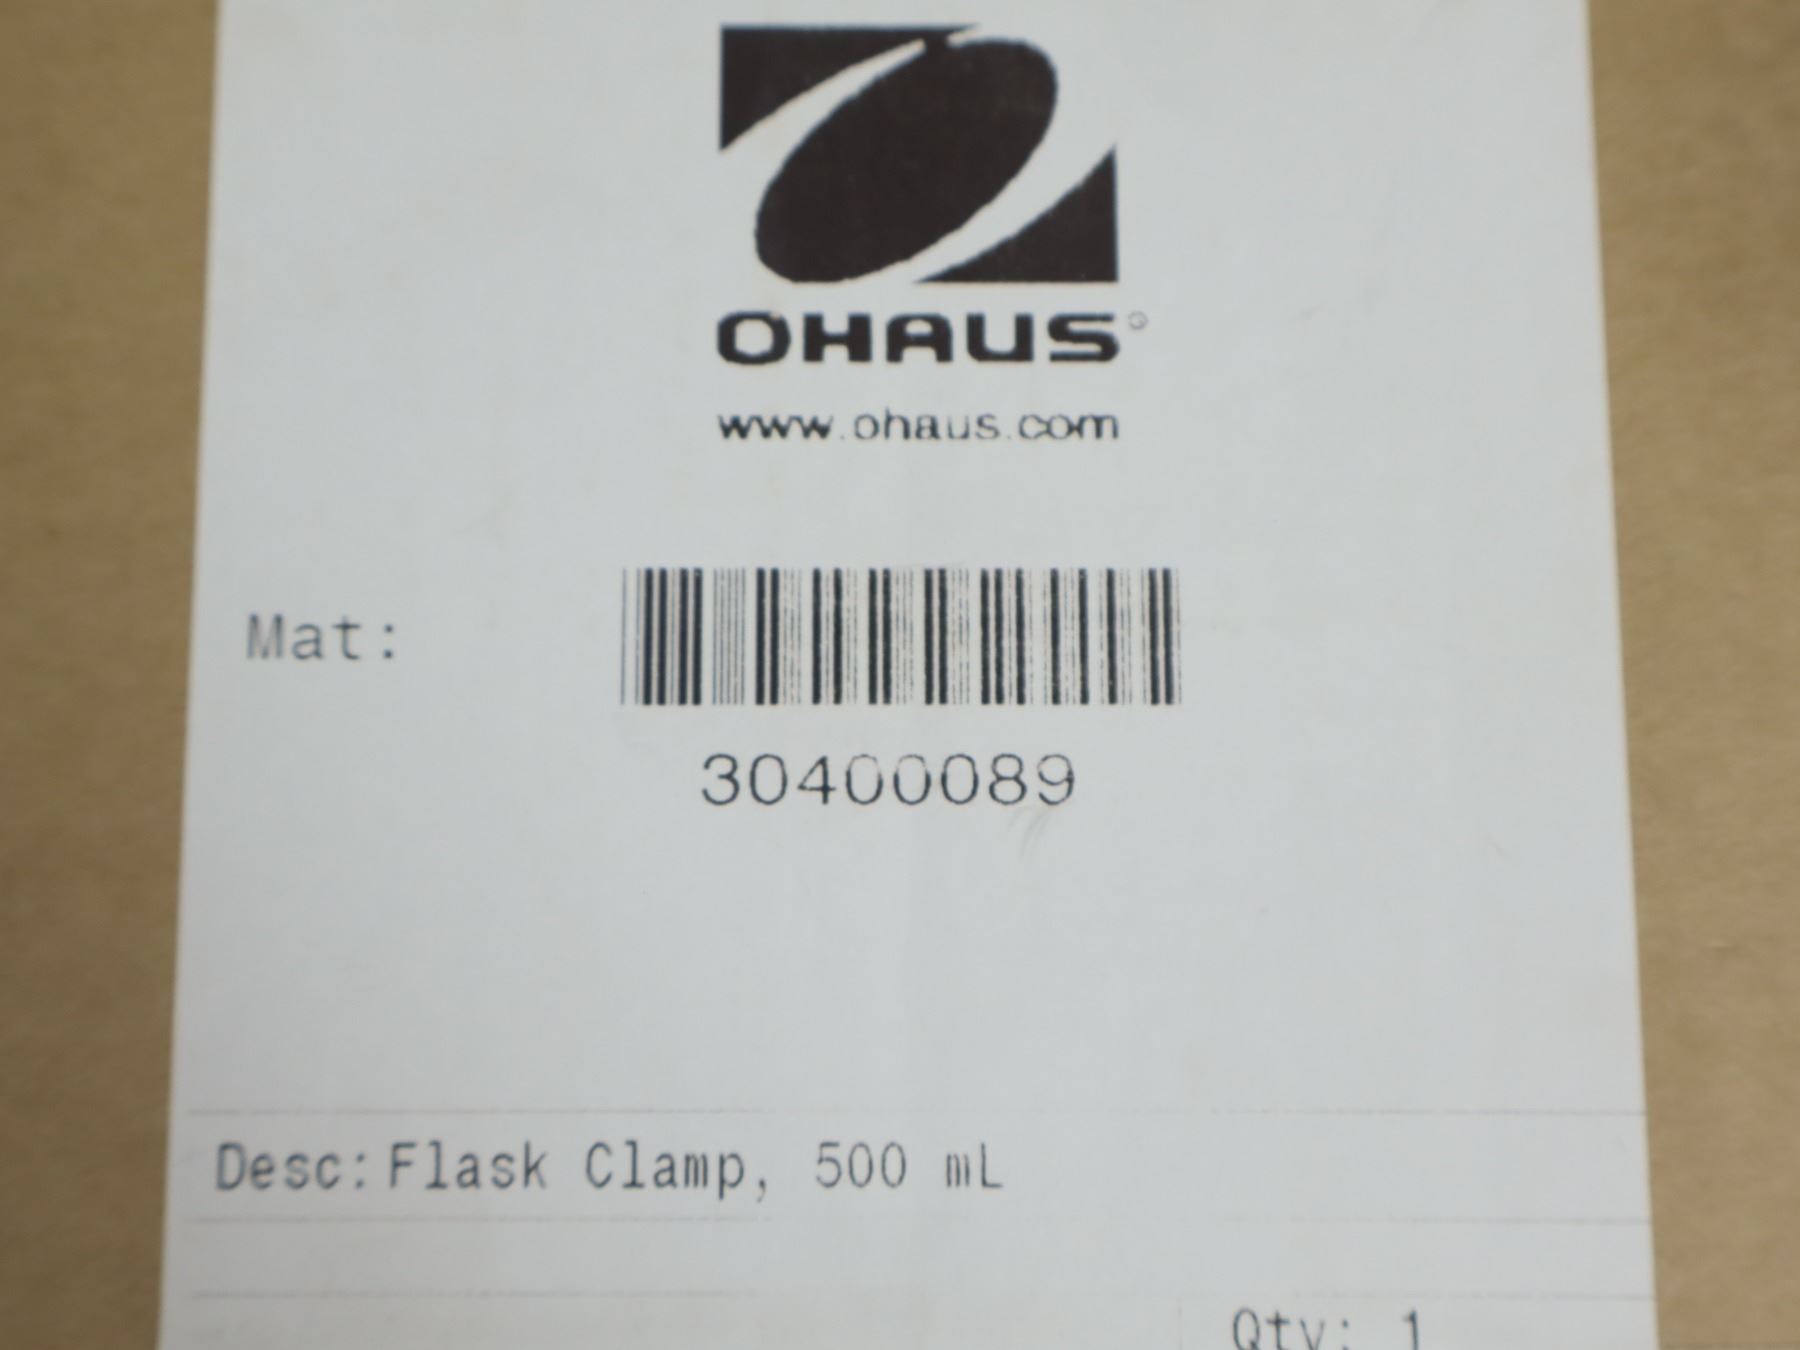 OHAUS®
www.ohaus.com
Mat:
30400089
Desc: Flask Clamp, 500 mL
Qty: 1